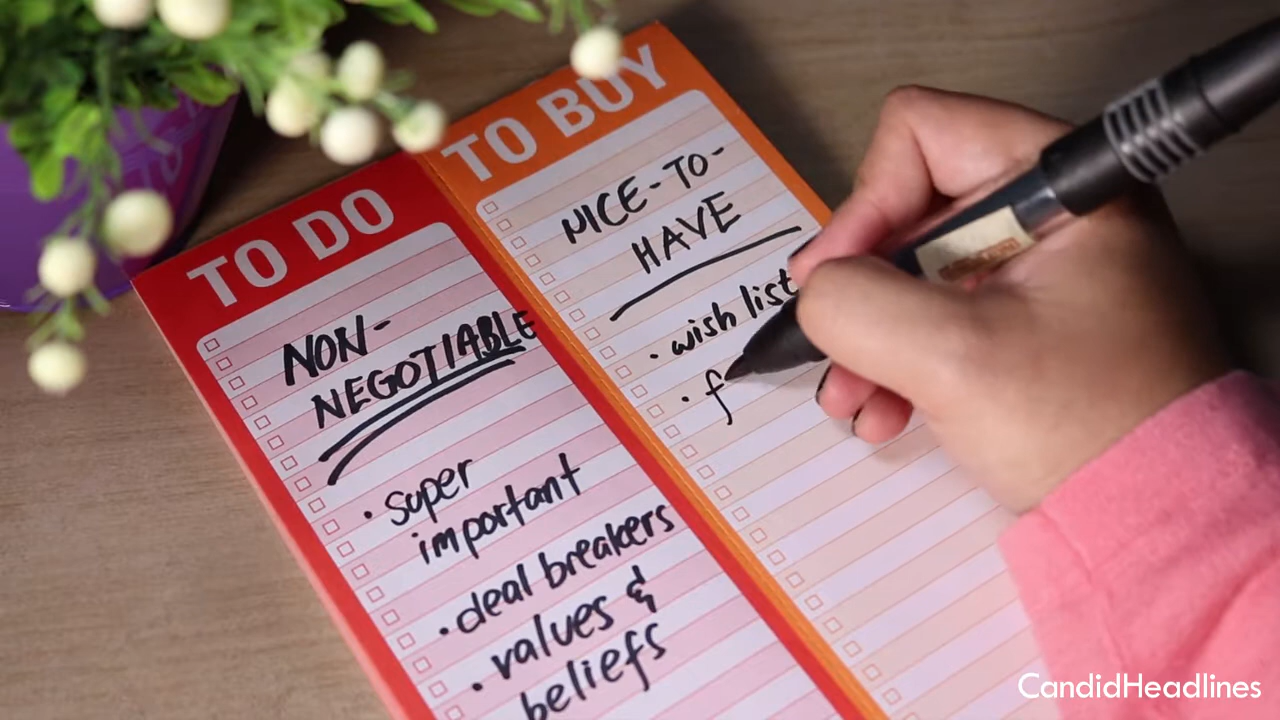 TO DO
NON-
NEGOTIABLE
• super
important
• deal breakers
• values &
beliefs
TO BUY
NICE-TO-
HAVE
• wish list
• f
CandidHeadlines